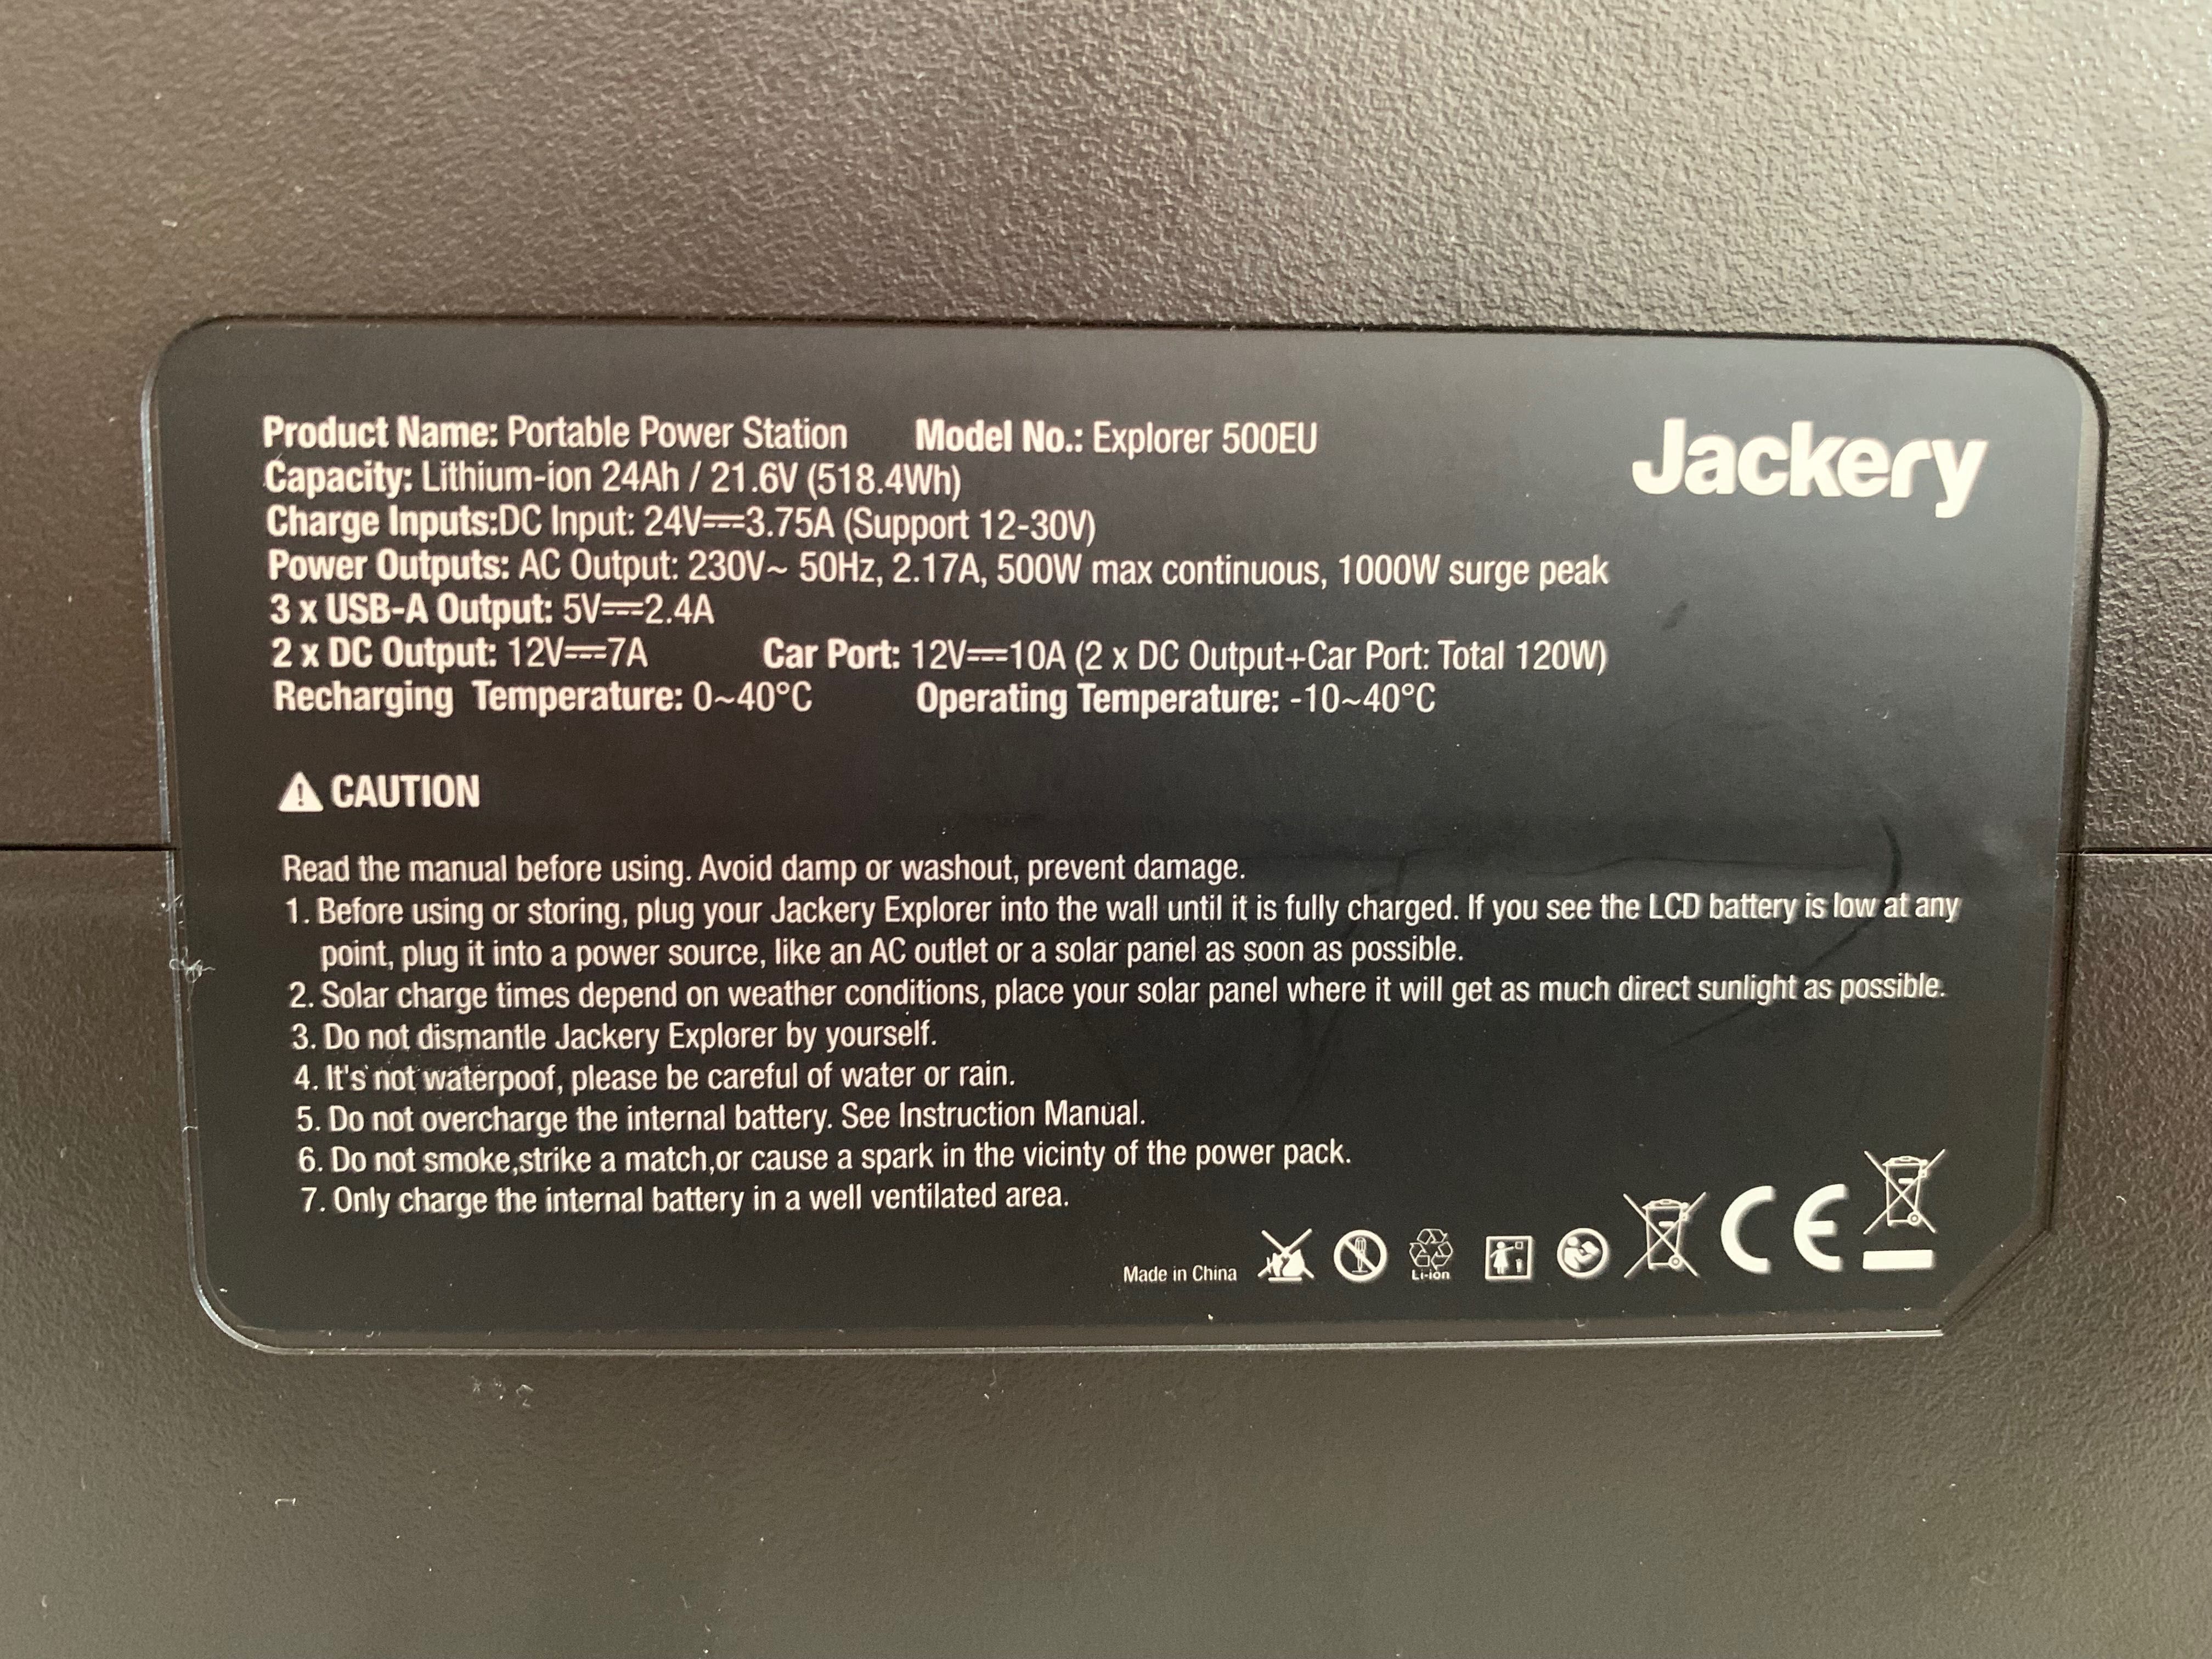 Product Name: Portable Power Station Model No.: Explorer 500EU
Jackery
Capacity: Lithium-ion 24Ah / 21.6V (518.4Wh)
Charge Inputs:DC Input: 24V⎓3.75A (Support 12-30V)
Power Outputs: AC Output: 230V~ 50Hz, 2.17A, 500W max continuous, 1000W surge peak
3 x USB-A Output: 5V⎓2.4A
2 x DC Output: 12V⎓7A Car Port: 12V⎓10A (2 x DC Output+Car Port: Total 120W)
Recharging Temperature: 0~40°C Operating Temperature: -10~40°C
CAUTION
Read the manual before using. Avoid damp or washout, prevent damage.
1. Before using or storing, plug your Jackery Explorer into the wall until it is fully charged. If you see the LCD battery is low at any
point, plug it into a power source, like an AC outlet or a solar panel as soon as possible.
2. Solar charge times depend on weather conditions, place your solar panel where it will get as much direct sunlight as possible.
3. Do not dismantle Jackery Explorer by yourself.
4. It's not waterpoof, please be careful of water or rain.
5. Do not overcharge the internal battery. See Instruction Manual.
6. Do not smoke,strike a match,or cause a spark in the vicinty of the power pack.
7. Only charge the internal battery in a well ventilated area.
Made in China
Li-ion
CE